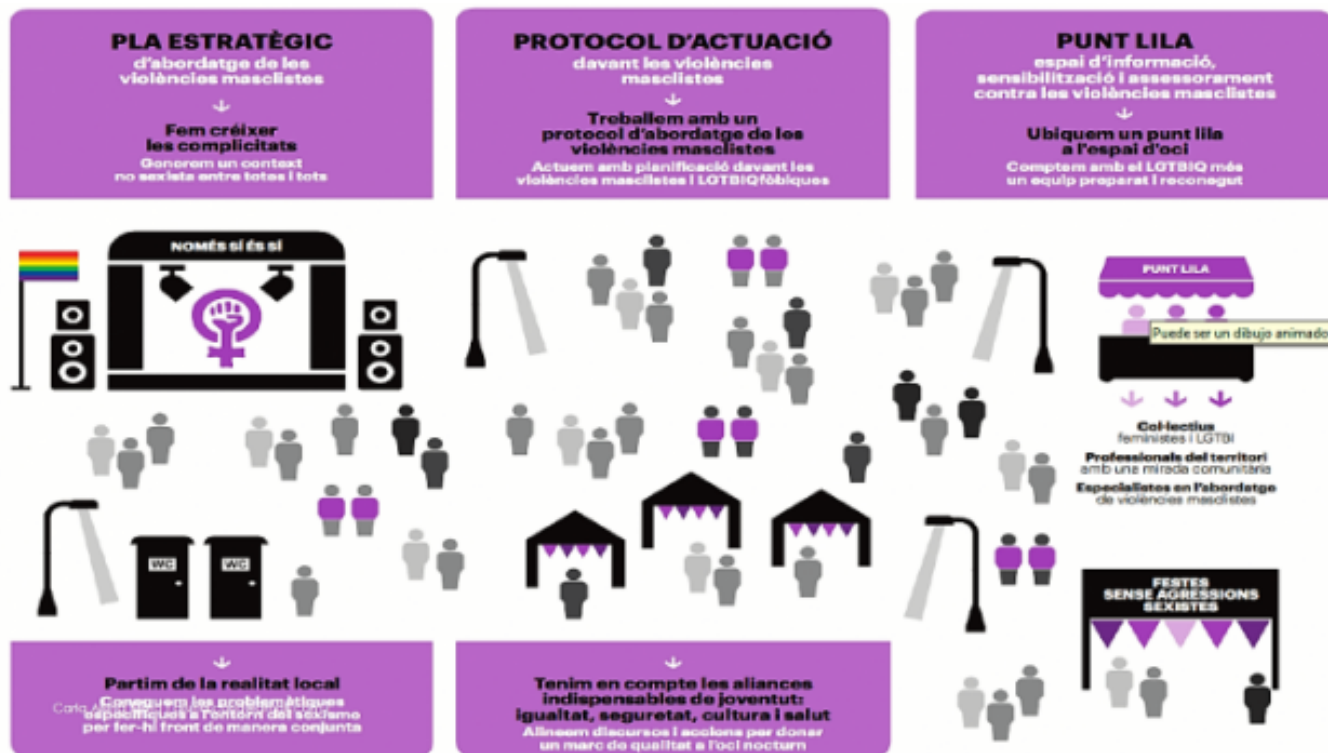 PLA ESTRATÈGIC
d'abordatge de les
violències masclistes
Fem créixer
les complicitats
Generem un context
no sexista entre totes i tots
PROTOCOL D'ACTUACIÓ
davant les violències
masclistes
Treballem amb un
protocol d'abordatge de les
violències masclistes
Actuem amb planificació davant les
violències masclistes i LGTBIQfòbiques
PUNT LILA
espai d'informació,
sensibilització i assessorament
contra les violències masclistes
Ubiquem un punt lila
a l'espai d'oci
Comptem amb el LGTBIQ més
un equip preparat i reconegut
NOMÉS SÍ ÉS SÍ
PUNT LILA
Puede ser un dibujo animado
Col·lectius
feministes i LGTBI
Professionals del territori
amb una mirada comunitària
Especialistes en l'abordatge
de violències masclistes
WC
WC
FESTES
SENSE AGRESSIONS
SEXISTES
Partim de la realitat local
Coneguem les problemàtiques
específiques a l'entorn del sexisme
per fer-hi front de manera conjunta
Carla
Tenim en compte les aliances
indispensables de joventut:
igualtat, seguretat, cultura i salut
Alineem discursos i accions per donar
un marc de qualitat a l'oci nocturn